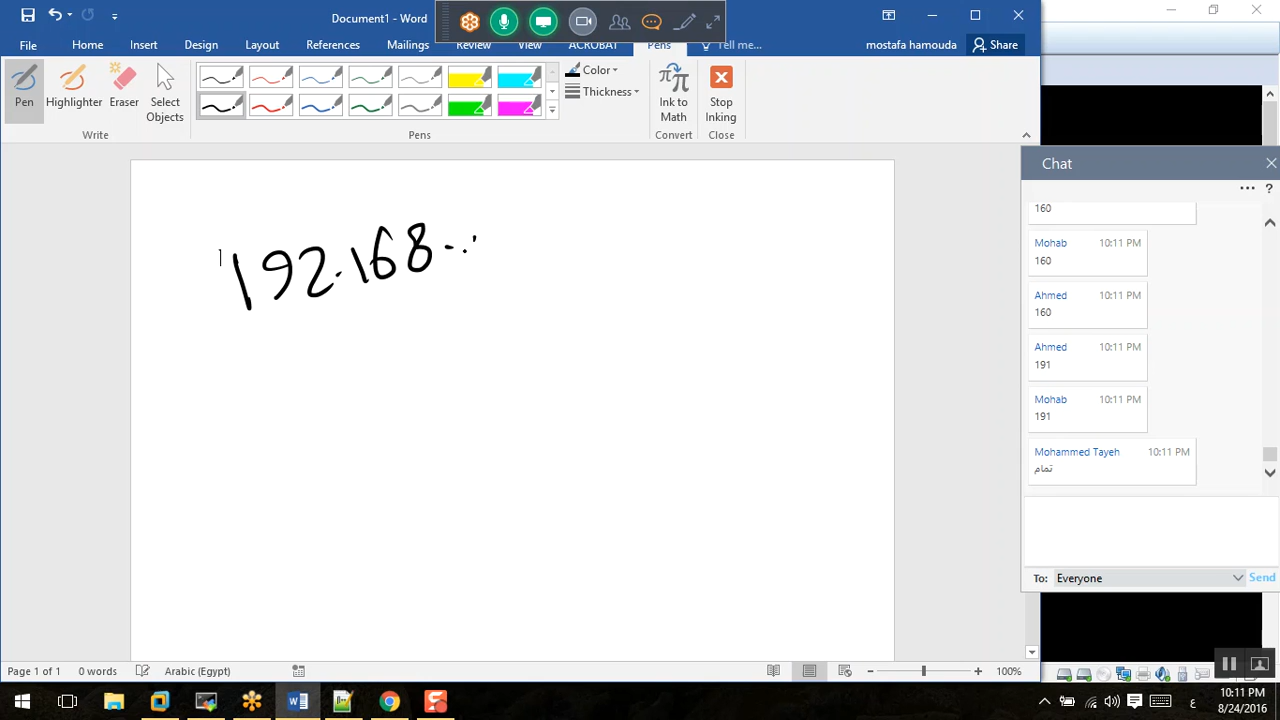 Document1 - Word
File
Home
Insert
Design
Layout
References
Mailings
Review
View
ACROBAT
Pens
Tell me...
mostafa hamouda
Share
Pen
Highlighter
Eraser
Select Objects
Color
Thickness
Ink to Math
Stop Inking
Write
Pens
Convert
Close
192.168-
Chat
?
160
Mohab 10:11 PM
160
Ahmed 10:11 PM
160
Ahmed 10:11 PM
191
Mohab 10:11 PM
191
Mohammed Tayeh 10:11 PM
تمام
To: Everyone Send
Page 1 of 1
0 words
Arabic (Egypt)
100%
ع
10:11 PM
8/24/2016